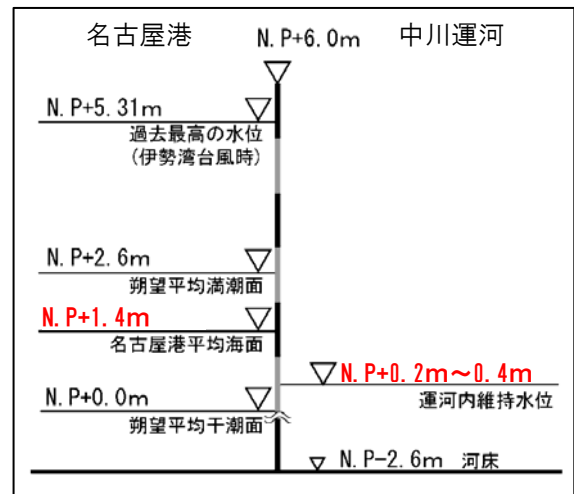 名古屋港
N.P+6.0m
中川運河
N.P+5.31m
過去最高の水位
(伊勢湾台風時)
N.P+2.6m
朔望平均満潮面
N.P+1.4m
名古屋港平均海面
N.P+0.2m～0.4m
運河内維持水位
N.P+0.0m
朔望平均干潮面
N.P-2.6m 河床